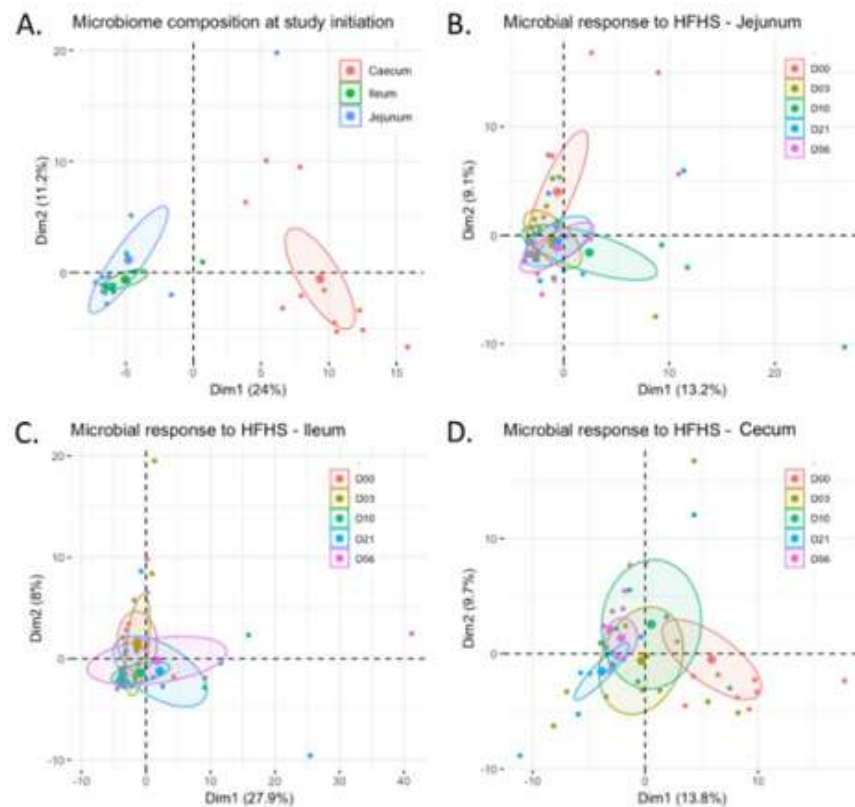 A. Microbiome composition at study initiation
20
10
0
Dim2 (11.2%)
-5
0
5
10
15
Dim1 (24%)
Caecum
Ileum
Jejunum
B. Microbial response to HFHS - Jejunum
10
0
-10
Dim2 (9.1%)
0
10
20
Dim1 (13.2%)
D00
D03
D10
D21
D56
C. Microbial response to HFHS - Ileum
20
10
0
-10
Dim2 (8%)
-10
0
10
20
30
40
Dim1 (27.9%)
D00
D03
D10
D21
D56
D. Microbial response to HFHS - Cecum
10
0
-10
Dim2 (9.7%)
-10
0
10
Dim1 (13.8%)
D00
D03
D10
D21
D56